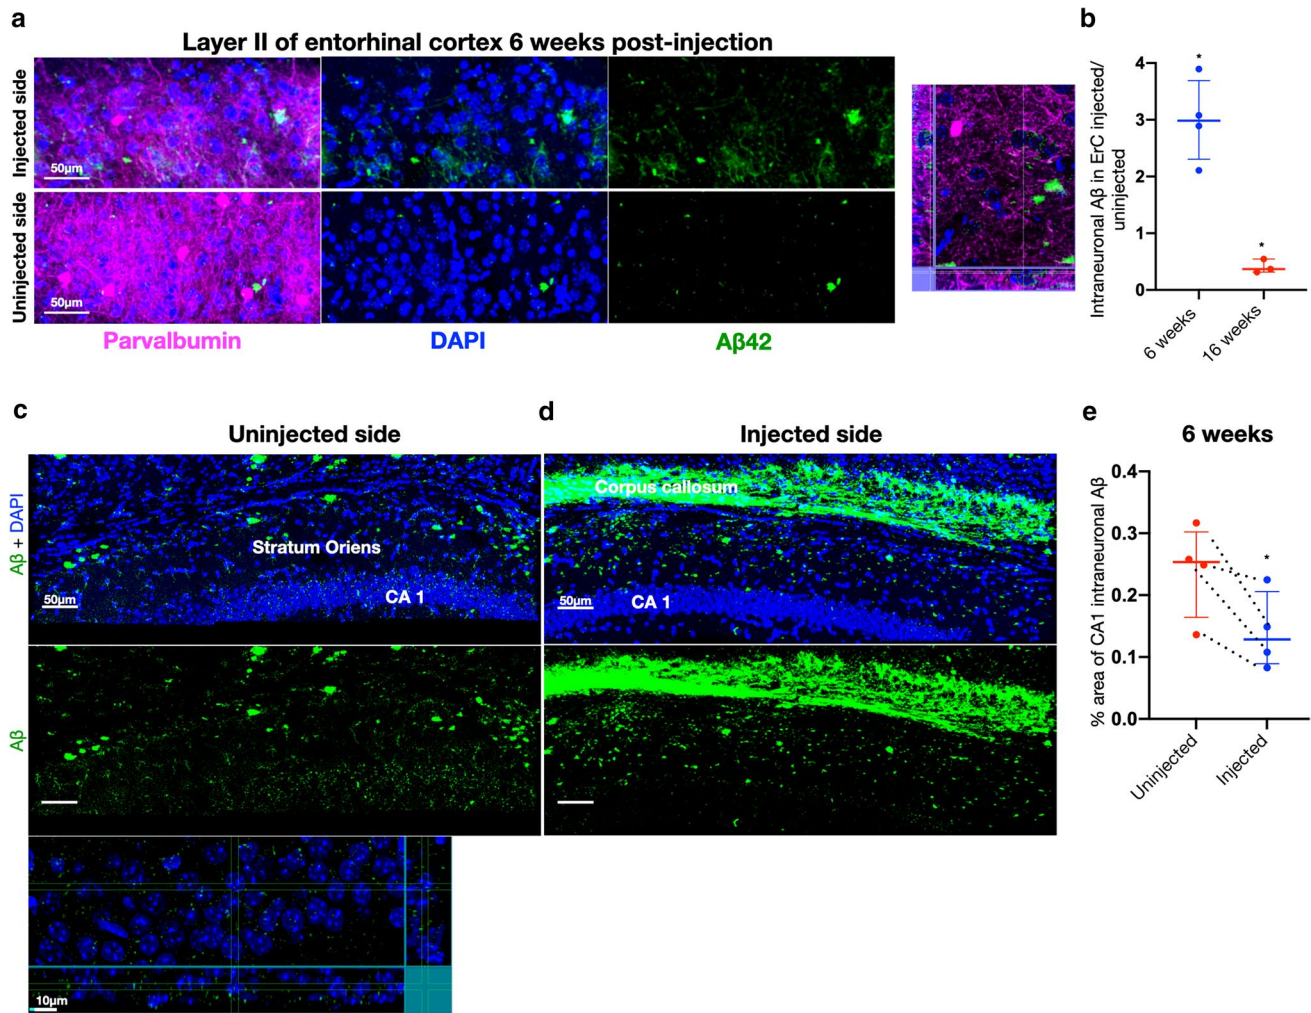 a
Layer II of entorhinal cortex 6 weeks post-injection
Injected side
50μm
Uninjected side
50μm
Parvalbumin
DAPI
Aβ42
b
Intraneuronal Aβ in ErC injected/
uninjected
4
3
2
1
0
*
*
6 weeks
16 weeks
c
Uninjected side
Aβ + DAPI
Stratum Oriens
50μm
CA 1
Aβ
10μm
d
Injected side
Corpus callosum
50μm
CA 1
e
6 weeks
% area of CA1 intraneuronal Aβ
0.4
0.3
0.2
0.1
0.0
*
Uninjected
Injected